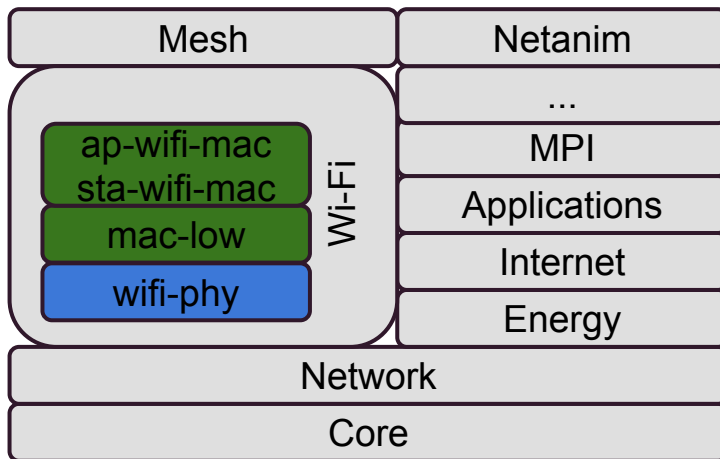 Mesh
Netanim
...
MPI
Applications
Internet
Energy
ap-wifi-mac
sta-wifi-mac
mac-low
wifi-phy
Wi-Fi
Network
Core